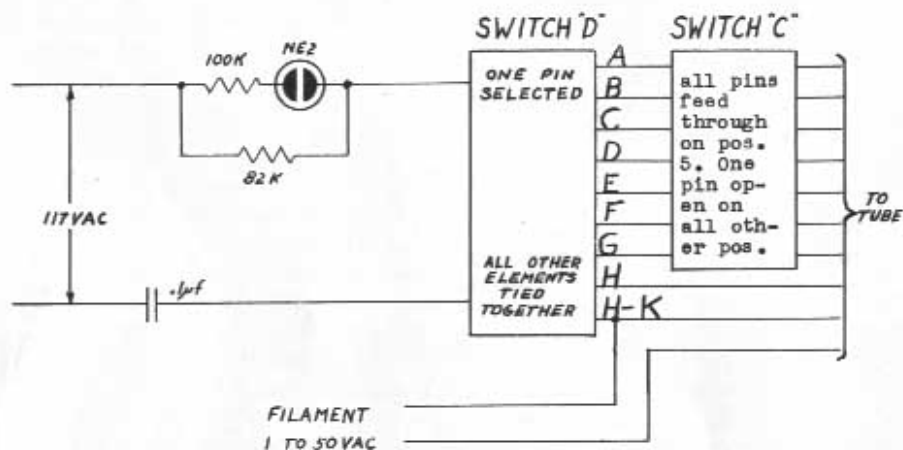 SWITCH "D"
SWITCH "C"
100K
NE2
82K
117VAC
.1µf
ONE PIN
SELECTED
ALL OTHER
ELEMENTS
TIED
TOGETHER
A
B
C
D
E
F
G
H
H-K
all pins
feed
through
on pos.
5. One
pin op-
en on
all oth-
er pos.
TO
TUBE
FILAMENT
1 TO 50VAC